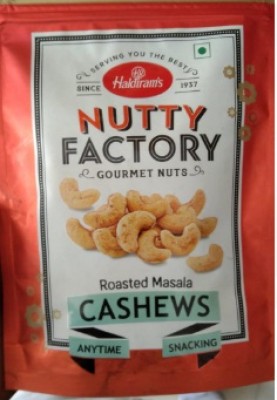 SERVING YOU THE BEST
Haldiram's
SINCE 1937
NUTTY
FACTORY
GOURMET NUTS
Roasted Masala
CASHEWS
ANYTIME SNACKING